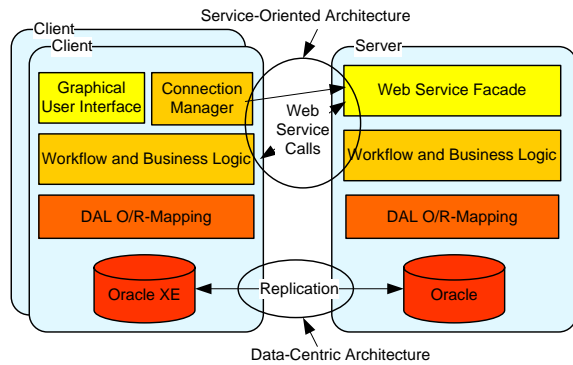 Service-Oriented Architecture
Client
Client
Server
Graphical
User Interface
Connection
Manager
Web
Service
Calls
Web Service Facade
Workflow and Business Logic
Workflow and Business Logic
DAL O/R-Mapping
DAL O/R-Mapping
Oracle XE
Replication
Oracle
Data-Centric Architecture